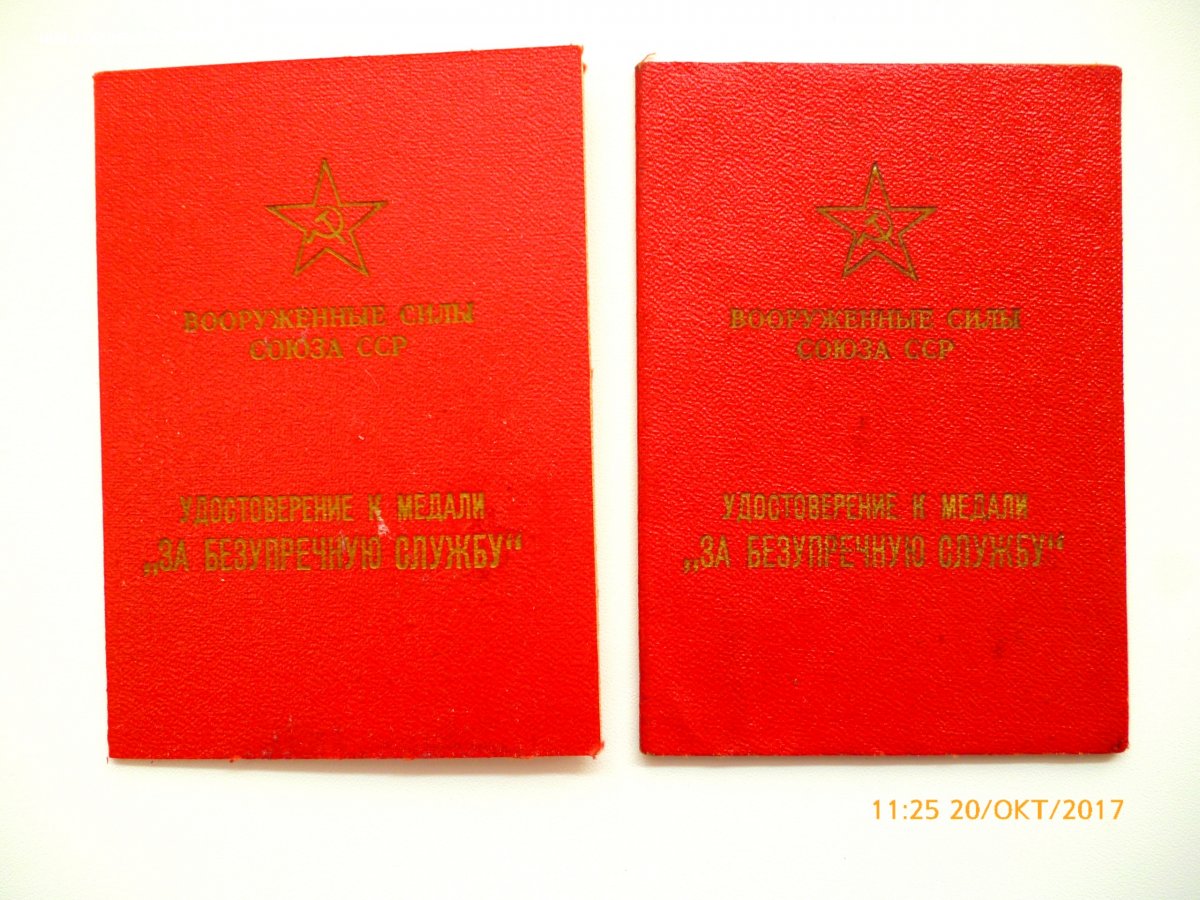 ВООРУЖЕННЫЕ СИЛЫ
СОЮЗА ССР
УДОСТОВЕРЕНИЕ К МЕДАЛИ
„ЗА БЕЗУПРЕЧНУЮ СЛУЖБУ“
ВООРУЖЕННЫЕ СИЛЫ
СОЮЗА ССР
УДОСТОВЕРЕНИЕ К МЕДАЛИ
„ЗА БЕЗУПРЕЧНУЮ СЛУЖБУ“
11:25 20/ОКТ/2017